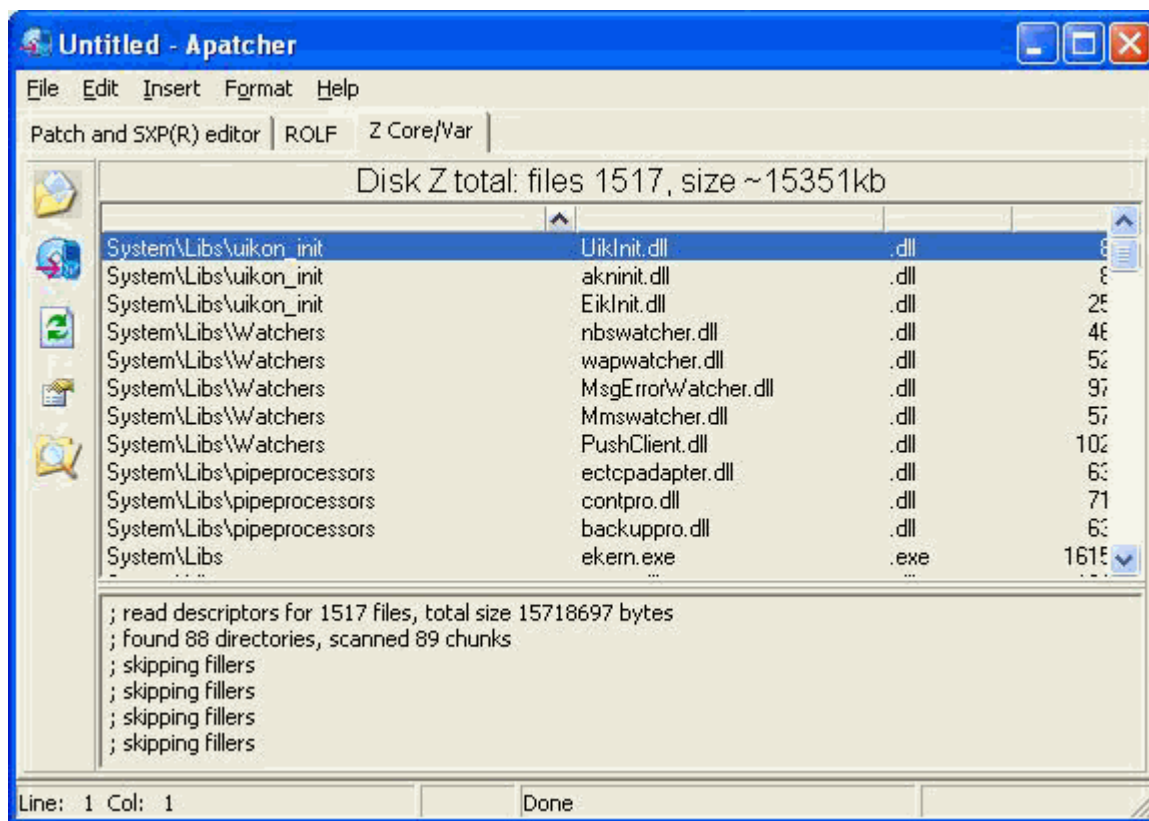 Untitled - Apatcher
File Edit Insert Format Help
Patch and SXP(R) editor ROLF Z Core/Var
Disk Z total: files 1517, size ~15351kb
System\Libs\uikon_init UikInit.dll .dll
System\Libs\uikon_init akninit.dll .dll
System\Libs\uikon_init EikInit.dll .dll
System\Libs\Watchers nbswatcher.dll .dll
System\Libs\Watchers wapwatcher.dll .dll
System\Libs\Watchers MsgErrorWatcher.dll .dll
System\Libs\Watchers Mmswatcher.dll .dll
System\Libs\Watchers PushClient.dll .dll
System\Libs\pipeprocessors ectcpadapter.dll .dll
System\Libs\pipeprocessors contpro.dll .dll 71
System\Libs\pipeprocessors backuppro.dll .dll
System\Libs ekern.exe .exe
; read descriptors for 1517 files, total size 15718697 bytes
; found 88 directories, scanned 89 chunks
; skipping fillers
; skipping fillers
; skipping fillers
; skipping fillers
Line: 1 Col: 1 Done